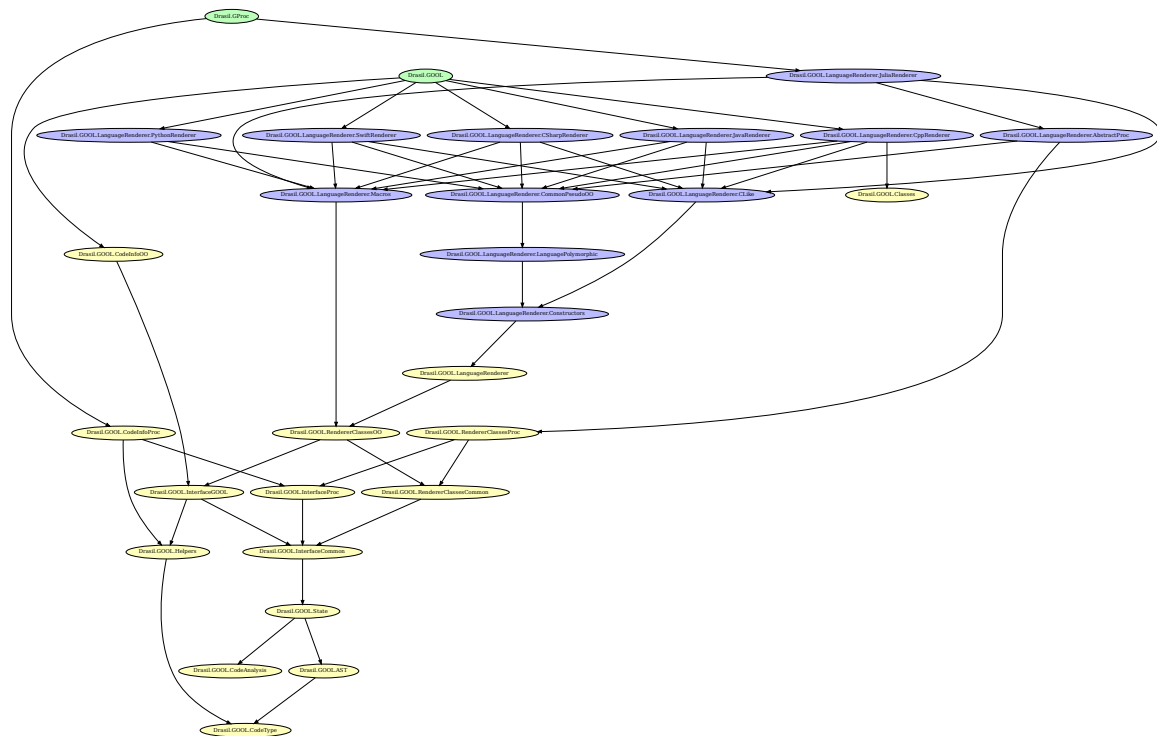 Drasil.GProc
Drasil.GOOL
Drasil.GOOL.LanguageRenderer.JuliaRenderer
Drasil.GOOL.LanguageRenderer.PythonRenderer
Drasil.GOOL.LanguageRenderer.SwiftRenderer
Drasil.GOOL.LanguageRenderer.CSharpRenderer
Drasil.GOOL.LanguageRenderer.JavaRenderer
Drasil.GOOL.LanguageRenderer.CppRenderer
Drasil.GOOL.LanguageRenderer.AbstractProc
Drasil.GOOL.LanguageRenderer.Macros
Drasil.GOOL.LanguageRenderer.CommonPseudoOO
Drasil.GOOL.LanguageRenderer.CLike
Drasil.GOOL.Classes
Drasil.GOOL.CodeInfoOO
Drasil.GOOL.LanguageRenderer.LanguagePolymorphic
Drasil.GOOL.LanguageRenderer.Constructors
Drasil.GOOL.LanguageRenderer
Drasil.GOOL.CodeInfoProc
Drasil.GOOL.RendererClassesOO
Drasil.GOOL.RendererClassesProc
Drasil.GOOL.InterfaceGOOL
Drasil.GOOL.InterfaceProc
Drasil.GOOL.RendererClassesCommon
Drasil.GOOL.Helpers
Drasil.GOOL.InterfaceCommon
Drasil.GOOL.State
Drasil.GOOL.CodeAnalysis
Drasil.GOOL.AST
Drasil.GOOL.CodeType